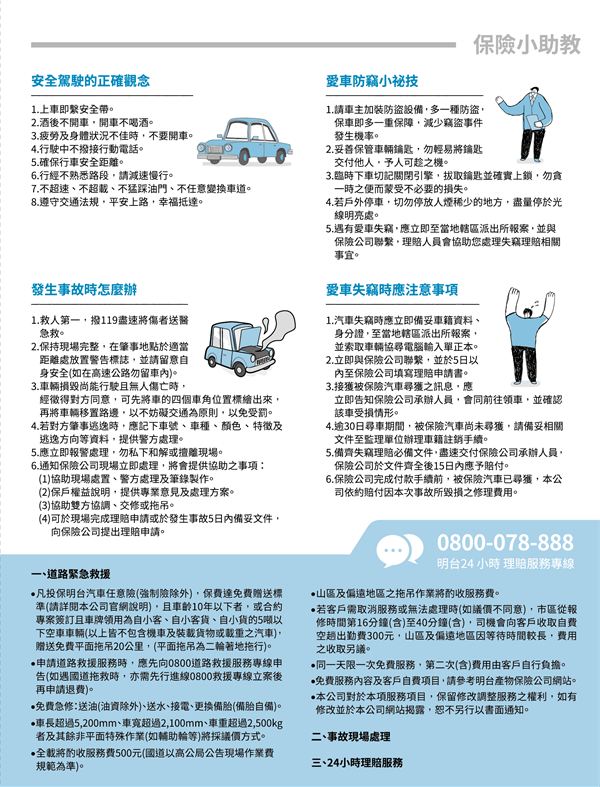 保險小助教
安全駕駛的正確觀念
1.上車即繫安全帶。
2.酒後不開車，開車不喝酒。
3.疲勞及身體狀況不佳時，不要開車。
4.行駛中不撥接行動電話。
5.確保行車安全距離。
6.行經不熟悉路段，請減速慢行。
7.不超速、不超載、不猛踩油門、不任意變換車道。
8.遵守交通法規，平安上路，幸福抵達。
愛車防竊小祕技
1.請車主加裝防盜設備，多一種防盜，
保車即多一重保障，減少竊盜事件
發生機率。
2.妥善保管車輛鑰匙，勿輕易將鑰匙
交付他人，予人可趁之機。
3.臨時下車切記關閉引擎，拔取鑰匙並確實上鎖，勿貪
一時之便而蒙受不必要的損失。
4.若戶外停車，切勿停放人煙稀少的地方，盡量停於光
線明亮處。
5.遇有愛車失竊，應立即至當地轄區派出所報案，並與
保險公司聯繫，理賠人員會協助您處理失竊理賠相關
事宜。
發生事故時怎麼辦
1.救人第一，撥119盡速將傷者送醫
急救。
2.保持現場完整，在肇事地點於適當
距離處放置警告標誌，並請留意自
身安全(如在高速公路勿留車內)。
3.車輛損毀尚能行駛且無人傷亡時，
經徵得對方同意，可先將車的四個車角位置標繪出來，
再將車輛移置路邊，以不妨礙交通為原則，以免受罰。
4.若對方肇事逃逸時，應記下車號、車種、顏色、特徵及
逃逸方向等資料，提供警方處理。
5.應立即報警處理，勿私下和解或擅離現場。
6.通知保險公司現場立即處理，將會提供協助之事項：
(1)協助現場處置、警方處理及筆錄製作。
(2)保戶權益說明，提供專業意見及處理方案。
(3)協助雙方協調、交修或拖吊。
(4)可於現場完成理賠申請或於發生事故5日內備妥文件，
向保險公司提出理賠申請。
愛車失竊時應注意事項
1.汽車失竊時應立即備妥車籍資料、
身分證，至當地轄區派出所報案，
並索取車輛協尋電腦輸入單正本。
2.立即與保險公司聯繫，並於5日以
內至保險公司填寫理賠申請書。
3.接獲被保險汽車尋獲之訊息，應
立即告知保險公司承辦人員，會同前往領車，並確認
該車受損情形。
4.逾30日尋車期間，被保險汽車尚未尋獲，請備妥相關
文件至監理單位辦理車籍註銷手續。
5.備齊失竊理賠必備文件，盡速交付保險公司承辦人員，
保險公司於文件齊全後15日內應予賠付。
6.保險公司完成付款手續前，被保險汽車已尋獲，本公
司依約賠付因本次事故所毀損之修理費用。
0800-078-888
明台24 小時 理賠服務專線
一、道路緊急救援
●凡投保明台汽車任意險(強制險除外)，保費達免費贈送標
準(請詳閱本公司官網說明)，且車齡10年以下者，或合約
專案簽訂且車牌領用為自小客、自小客貨、自小貨的5噸以
下空車車輛(以上皆不包含機車及裝載貨物或載重之汽車)，
贈送免費平面拖吊20公里，(平面拖吊為二輪著地拖行)。
●申請道路救援服務時，應先向0800道路救援服務專線申
告(如遇國道拖救時，亦需先行進線0800救援專線立案後
再申請退費)。
●免費急修：送油(油資除外)、送水、接電、更換備胎(備胎自備)。
●車長超過5,200mm、車寬超過2,100mm、車重超過2,500kg
者及其餘非平面特殊作業(如輔助輪等)將採議價方式。
●全載將酌收服務費500元(國道以高公局公告現場作業費
規範為準)。
●山區及偏遠地區之拖吊作業將酌收服務費。
●若客戶需取消服務或無法處理時(如議價不同意)，市區從報
修時間第16分鐘(含)至40分鐘(含)，司機會向客戶收取自費
空趟出勤費300元，山區及偏遠地區因等待時間較長，費用
之收取另議。
●同一天限一次免費服務，第二次(含)費用由客戶自行負擔。
●免費服務內容及客戶自費項目，請參考明台產物保險公司網站。
●本公司對於本項服務項目，保留修改調整服務之權利，如有
修改並於本公司網站揭露，恕不另行以書面通知。
二、事故現場處理
三、24小時理賠服務